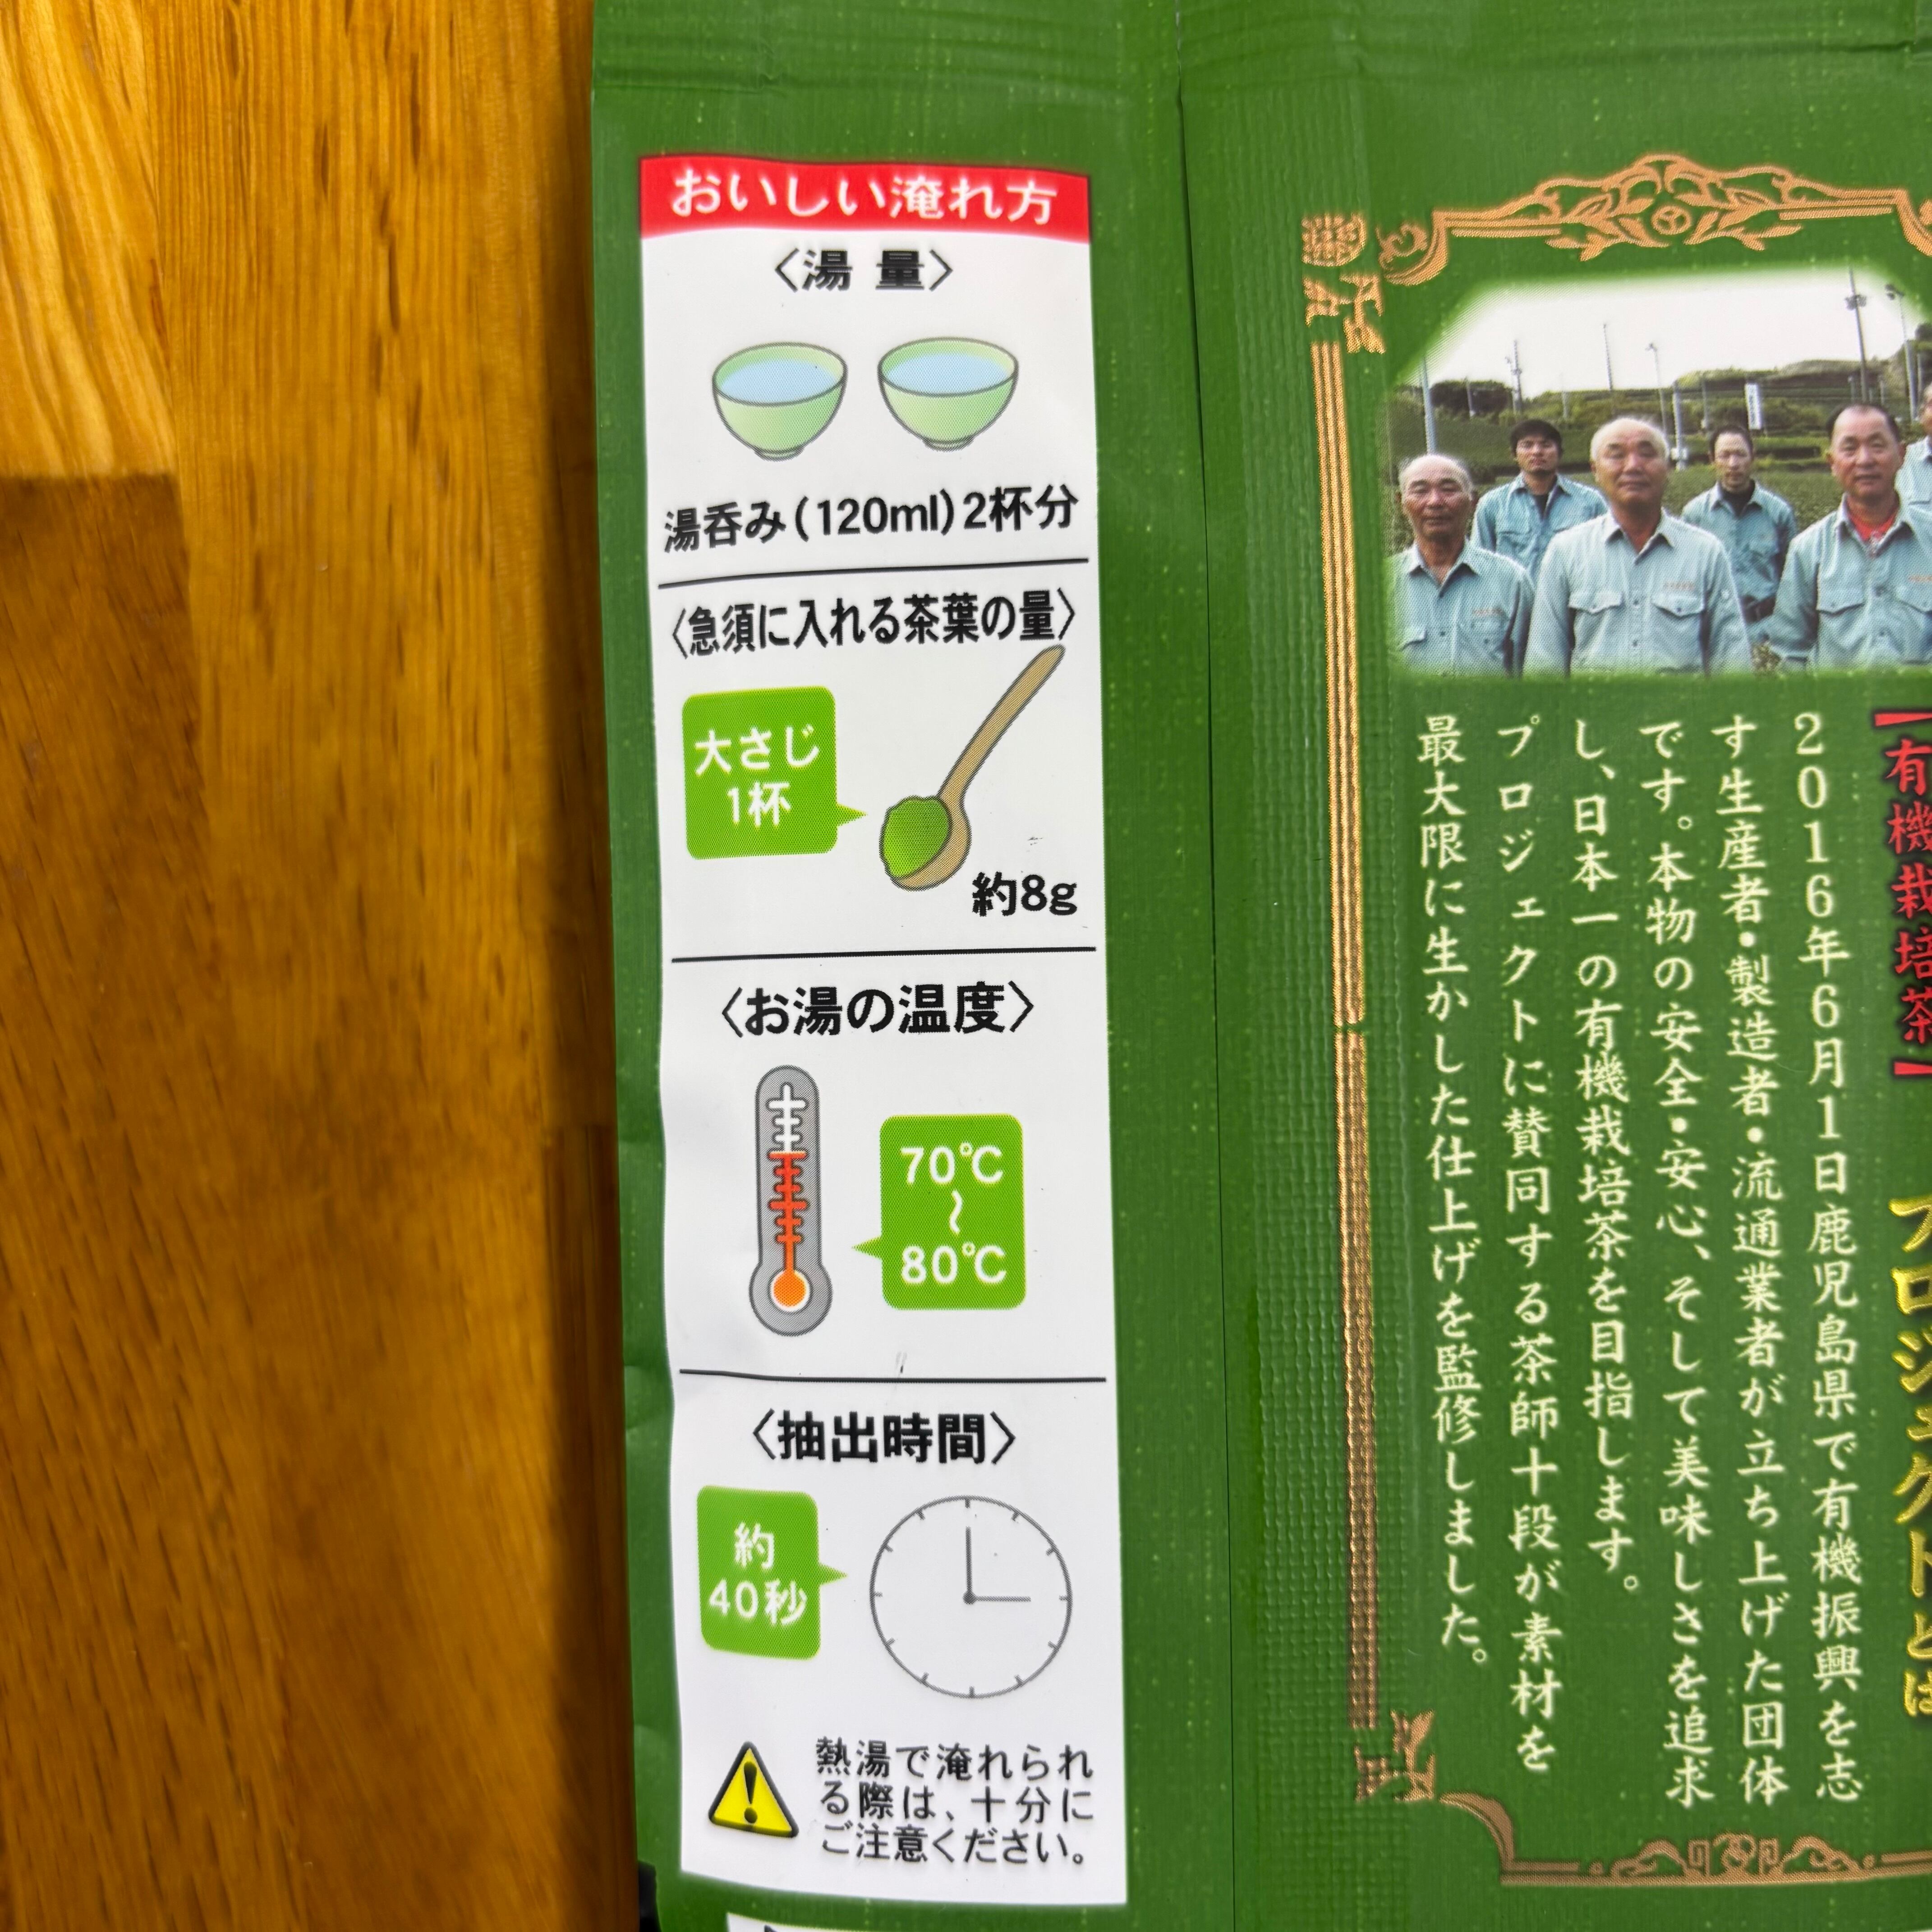 おいしい淹れ方
〈湯 量〉
湯呑み(120ml)2杯分
〈急須に入れる茶葉の量〉
大さじ
1杯
約8g
〈お湯の温度〉
70℃
〜
80℃
〈抽出時間〉
約
40秒
熱湯で淹れられ
る際は、十分に
ご注意ください。
【有機栽培茶】
プロジェクトとは
2016年6月1日鹿児島県で有機振興を志
す生産者・製造者・流通業者が立ち上げた団体
です。本物の安全・安心、そして美味しさを追求
し、日本一の有機栽培茶を目指します。
プロジェクトに賛同する茶師十段が素材を
最大限に生かした仕上げを監修しました。